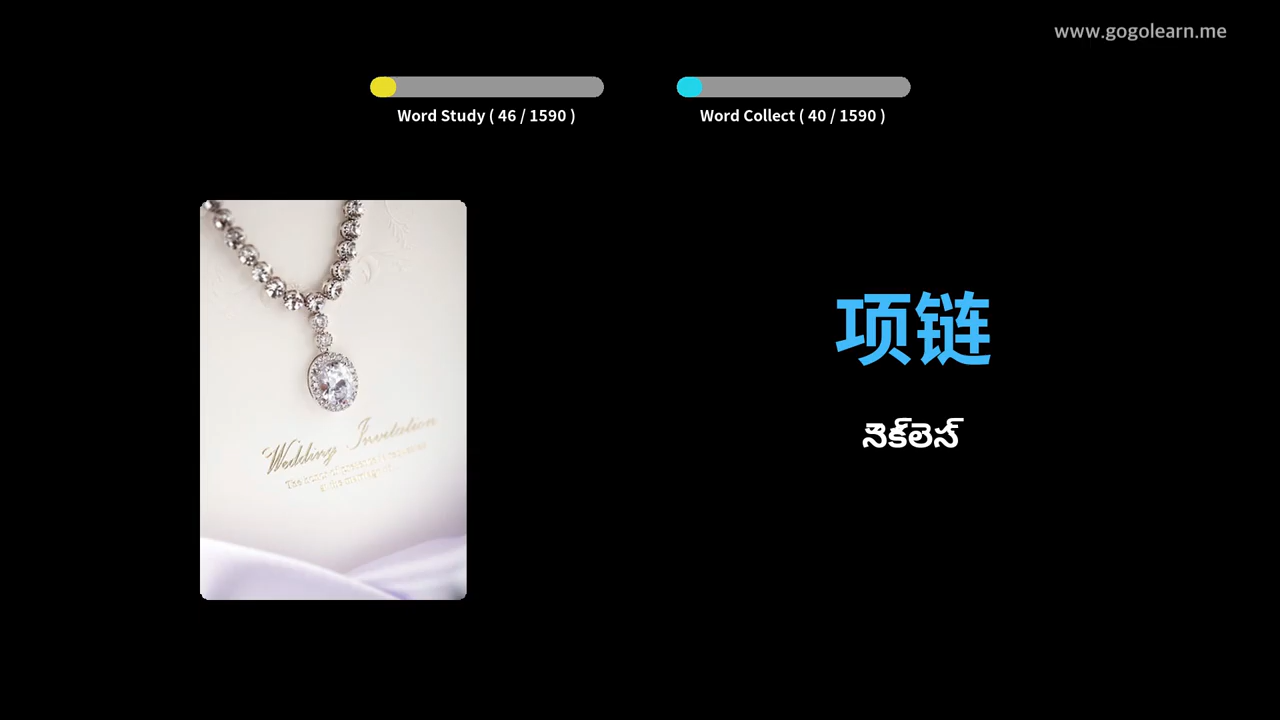 www.gogolearn.me
Word Study ( 46 / 1590 )
Word Collect ( 40 / 1590 )
项链
నెక్లెస్
Wedding Invitation